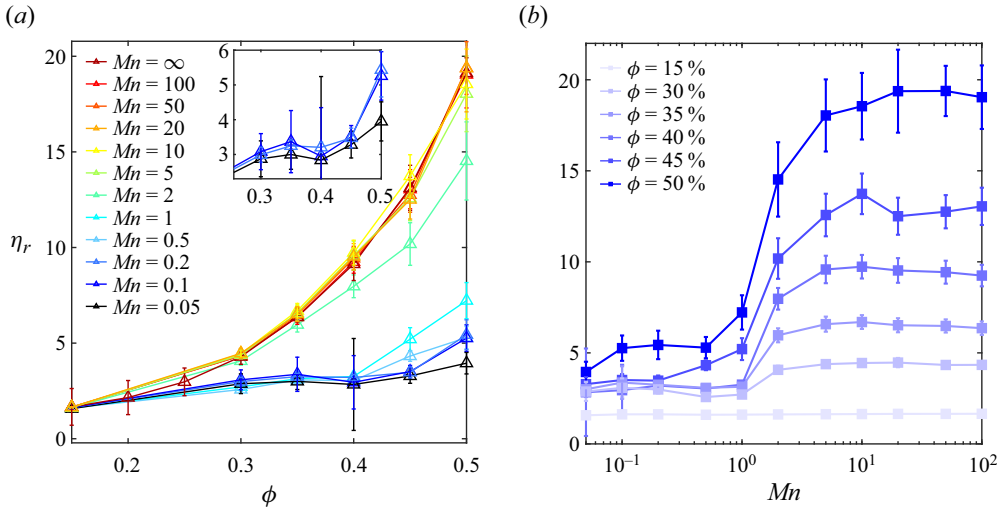 (a)
(b)
20
15
10
5
0
η_r
Mn = ∞
Mn = 100
Mn = 50
Mn = 20
Mn = 10
Mn = 5
Mn = 2
Mn = 1
Mn = 0.5
Mn = 0.2
Mn = 0.1
Mn = 0.05
6
5
4
3
0.3 0.4 0.5
0.2 0.3 0.4 0.5
ϕ
20
15
10
5
0
ϕ = 15 %
ϕ = 30 %
ϕ = 35 %
ϕ = 40 %
ϕ = 45 %
ϕ = 50 %
10⁻¹ 10⁰ 10¹ 10²
Mn